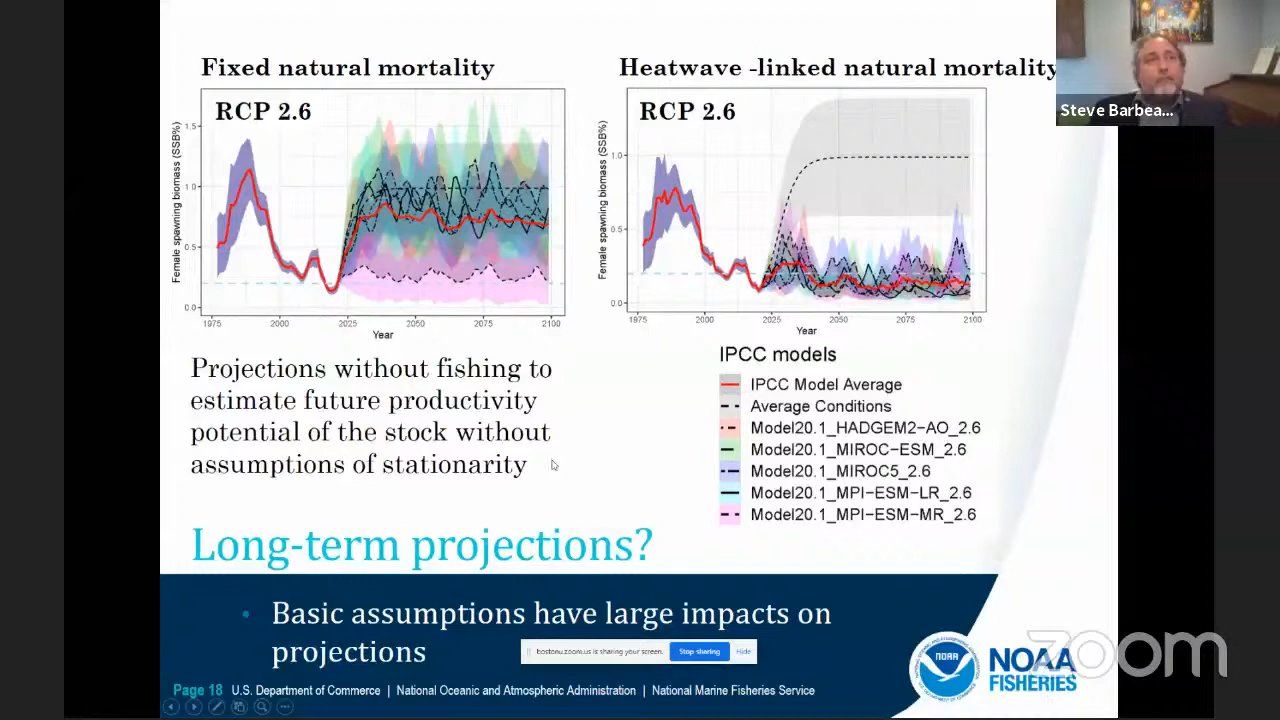 Fixed natural mortality
Heatwave -linked natural mortality
Steve Barbea...
RCP 2.6
RCP 2.6
Female spawning biomass (SSB%)
1.5
1.0
0.5
0.0
1975 2000 2025 2050 2075 2100
Year
Female spawning biomass (SSB%)
1.0
0.5
0.0
1975 2000 2025 2050 2075 2100
Year
Projections without fishing to
estimate future productivity
potential of the stock without
assumptions of stationarity
IPCC models
IPCC Model Average
Average Conditions
Model20.1_HADGEM2-AO_2.6
Model20.1_MIROC-ESM_2.6
Model20.1_MIROC5_2.6
Model20.1_MPI-ESM-LR_2.6
Model20.1_MPI-ESM-MR_2.6
Long-term projections?
• Basic assumptions have large impacts on
projections
bostonu.zoom.us is sharing your screen. Stop sharing Hide
NOAA
NOAA
FISHERIES
zoom
Page 18 U.S. Department of Commerce | National Oceanic and Atmospheric Administration | National Marine Fisheries Service